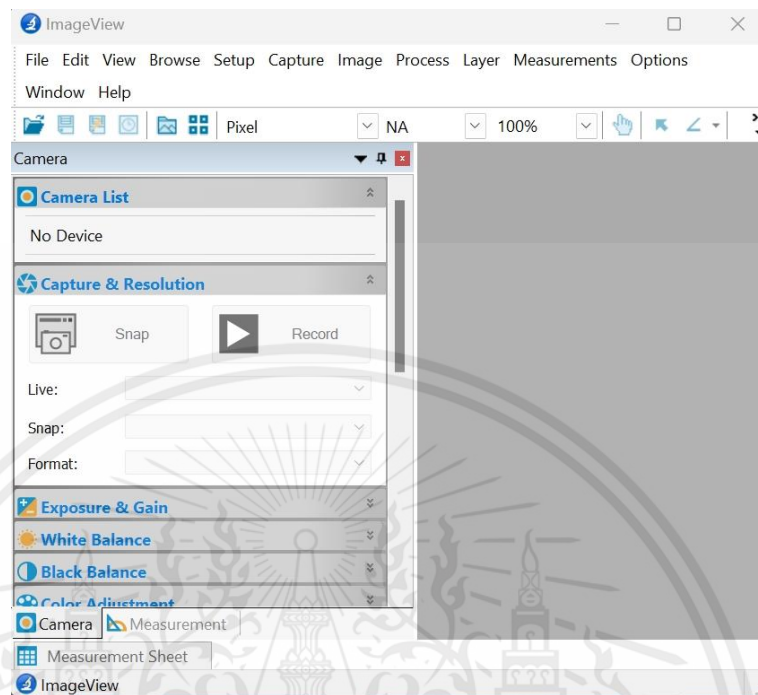 ImageView
File Edit View Browse Setup Capture Image Process Layer Measurements Options
Window Help
Pixel NA 100%
Camera
Camera List
No Device
Capture & Resolution
Snap Record
Live:
Snap:
Format:
Exposure & Gain
White Balance
Black Balance
Color Adjustment
Camera Measurement
Measurement Sheet
ImageView